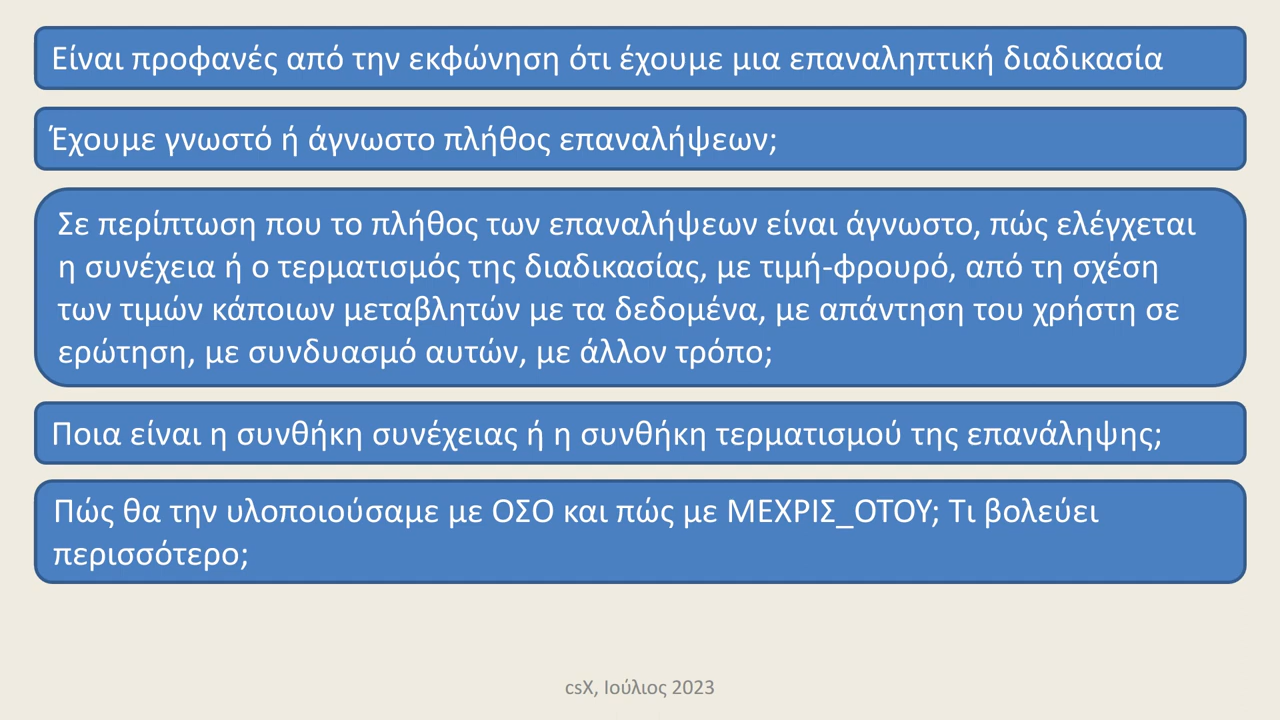 Είναι προφανές από την εκφώνηση ότι έχουμε μια επαναληπτική διαδικασία
Έχουμε γνωστό ή άγνωστο πλήθος επαναλήψεων;
Σε περίπτωση που το πλήθος των επαναλήψεων είναι άγνωστο, πώς ελέγχεται
η συνέχεια ή ο τερματισμός της διαδικασίας, με τιμή-φρουρό, από τη σχέση
των τιμών κάποιων μεταβλητών με τα δεδομένα, με απάντηση του χρήστη σε
ερώτηση, με συνδυασμό αυτών, με άλλον τρόπο;
Ποια είναι η συνθήκη συνέχειας ή η συνθήκη τερματισμού της επανάληψης;
Πώς θα την υλοποιούσαμε με ΟΣΟ και πώς με ΜΕΧΡΙΣ_ΟΤΟΥ; Τι βολεύει
περισσότερο;
csX, Ιούλιος 2023